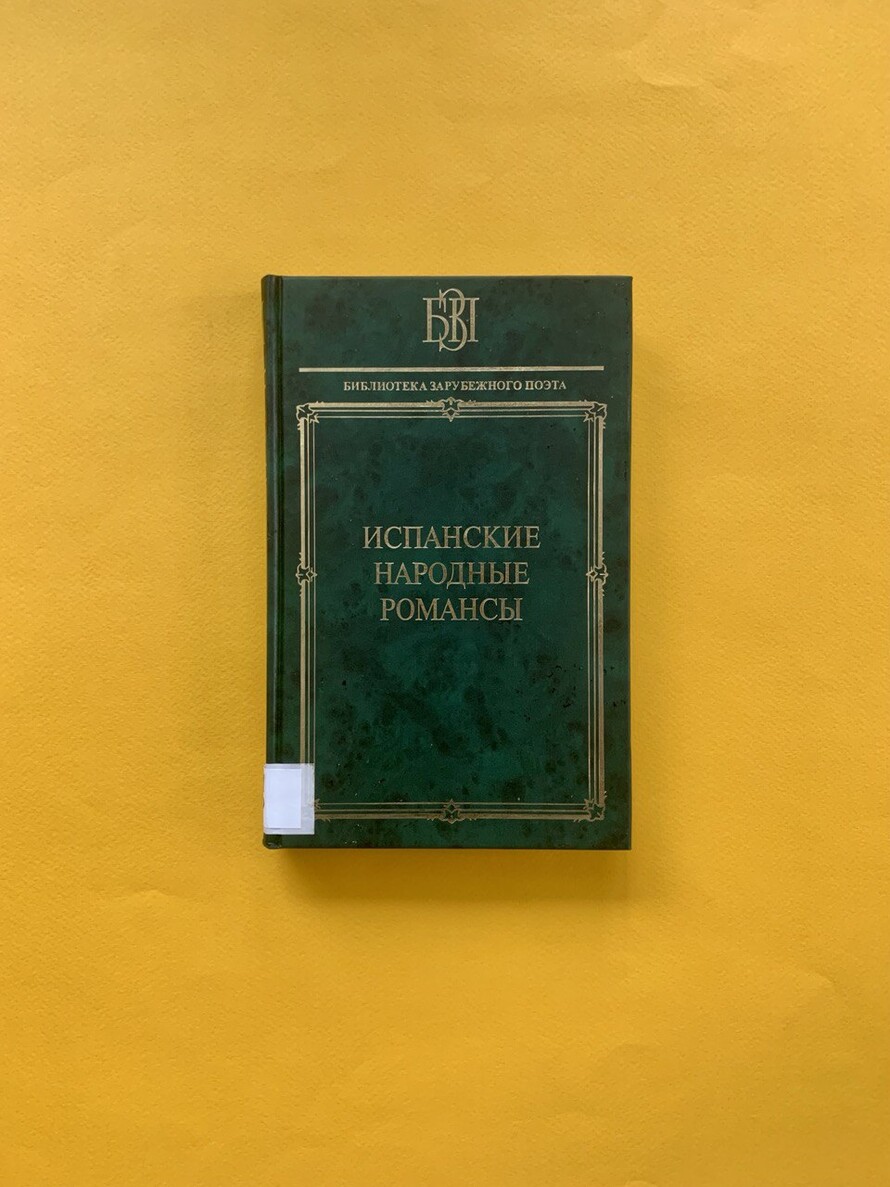 БЗП
БИБЛИОТЕКА ЗАРУБЕЖНОГО ПОЭТА
ИСПАНСКИЕ
НАРОДНЫЕ
РОМАНСЫ